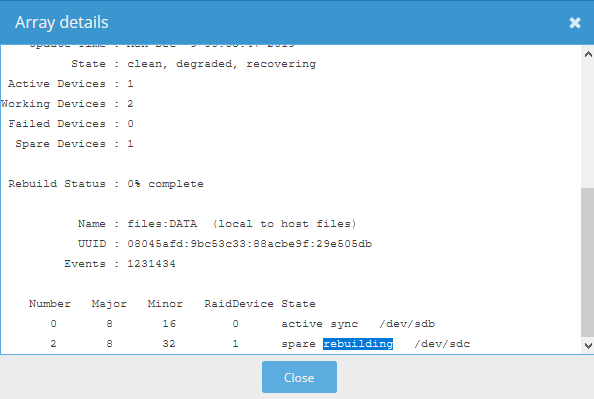 Array details
State : clean, degraded, recovering
Active Devices : 1
Working Devices : 2
Failed Devices : 0
Spare Devices : 1
Rebuild Status : 0% complete
Name : files:DATA (local to host files)
UUID : 08045afd:9bc53c33:88acbe9f:29e505db
Events : 1231434
Number Major Minor RaidDevice State
0 8 16 0 active sync /dev/sdb
2 8 32 1 spare rebuilding /dev/sdc
Close